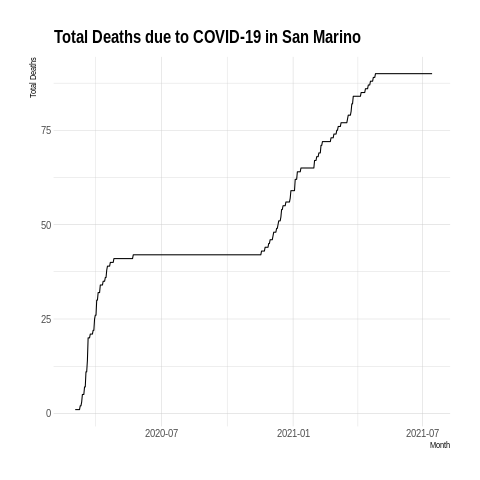 Total Deaths due to COVID-19 in San Marino
Total Deaths
75
50
25
0
2020-07
2021-01
2021-07
Month